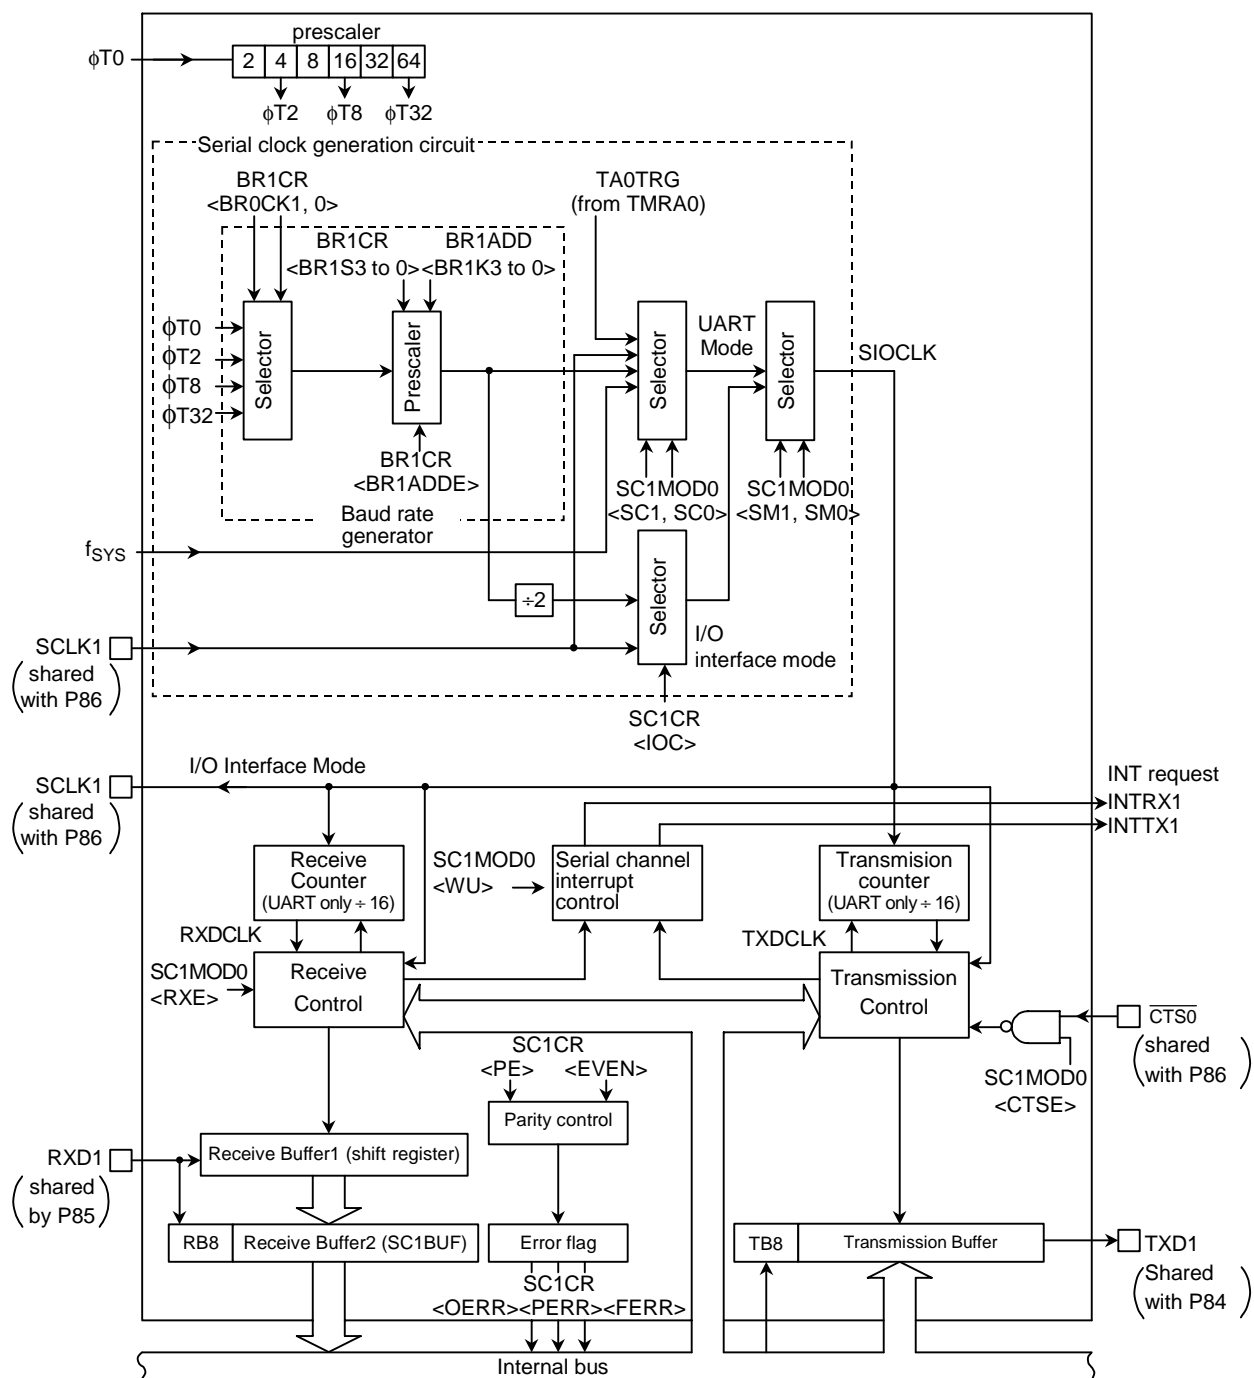 prescaler
ϕT0
2 4 8 16 32 64
ϕT2 ϕT8 ϕT32
Serial clock generation circuit
BR1CR
<BR0CK1, 0>
TA0TRG
(from TMRA0)
BR1CR
<BR1S3 to 0>
BR1ADD
<BR1K3 to 0>
ϕT0
ϕT2
ϕT8
ϕT32
Selector
Prescaler
Selector
UART
Mode
Selector
SIOCLK
BR1CR
<BR1ADDE>
SC1MOD0
<SC1, SC0>
SC1MOD0
<SM1, SM0>
Baud rate
generator
fSYS
÷2
Selector
I/O
interface mode
SCLK1
(shared
with P86)
SC1CR
<IOC>
I/O Interface Mode
SCLK1
(shared
with P86)
INT request
INTRX1
INTTX1
Receive
Counter
(UART only ÷ 16)
SC1MOD0
<WU>
Serial channel
interrupt
control
Transmision
counter
(UART only ÷ 16)
RXDCLK
TXDCLK
SC1MOD0
<RXE>
Receive
Control
Transmission
Control
CTS0
(shared
with P86)
SC1MOD0
<CTSE>
SC1CR
<PE> <EVEN>
Parity control
RXD1
(shared
by P85)
Receive Buffer1 (shift register)
RB8 Receive Buffer2 (SC1BUF)
Error flag
TB8 Transmission Buffer
TXD1
(Shared
with P84)
SC1CR
<OERR><PERR><FERR>
Internal bus